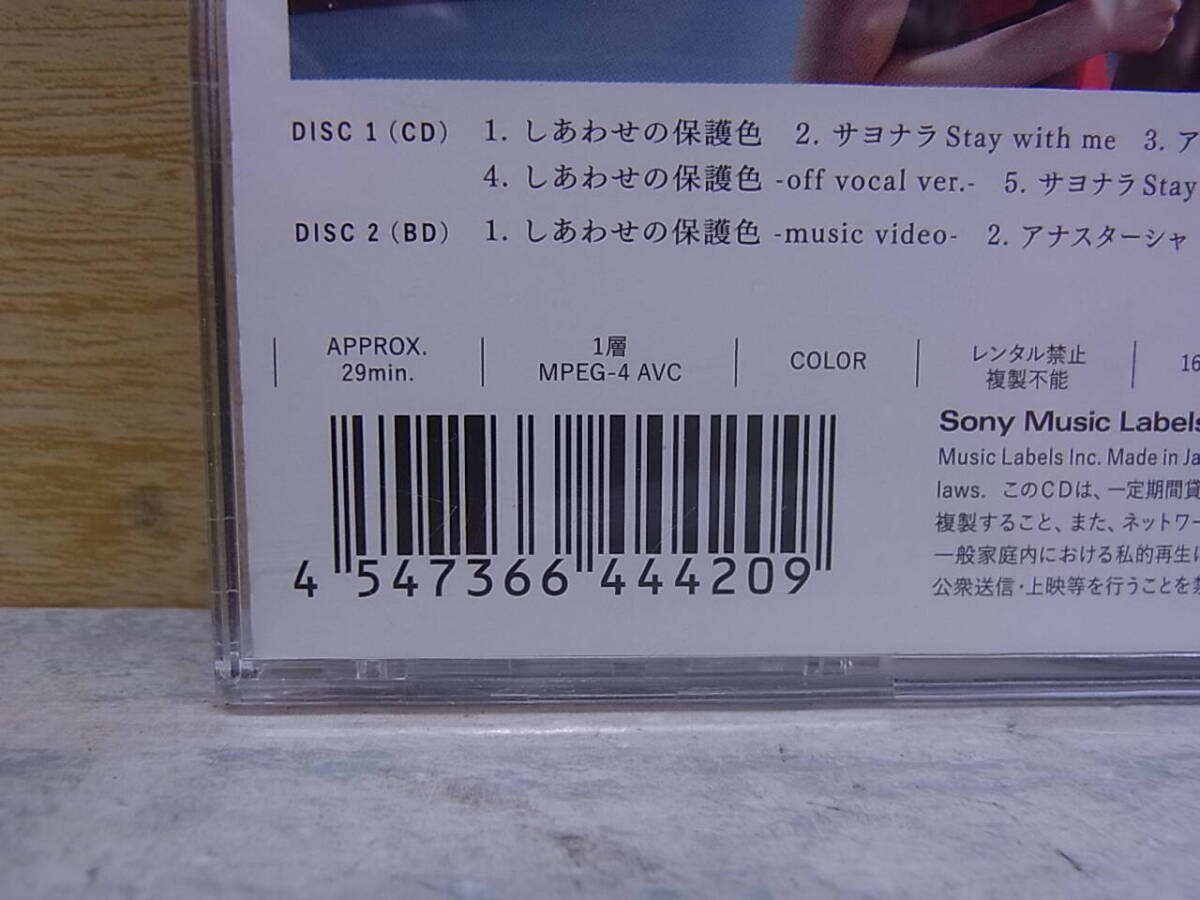 DISC 1 (CD) 1. しあわせの保護色 2. サヨナラ Stay with me 3. ア
4. しあわせの保護色 -off vocal ver.- 5. サヨナラ Stay
DISC 2 (BD) 1. しあわせの保護色 -music video- 2. アナスターシャ
APPROX.
29min.
1層
MPEG-4 AVC
COLOR
レンタル禁止
複製不能
16
4 547366 444209
Sony Music Labels
Music Labels Inc. Made in Ja
laws. このCDは、一定期間貸
複製すること、また、ネットワー
一般家庭内における私的再生に
公衆送信・上映等を行うことを禁